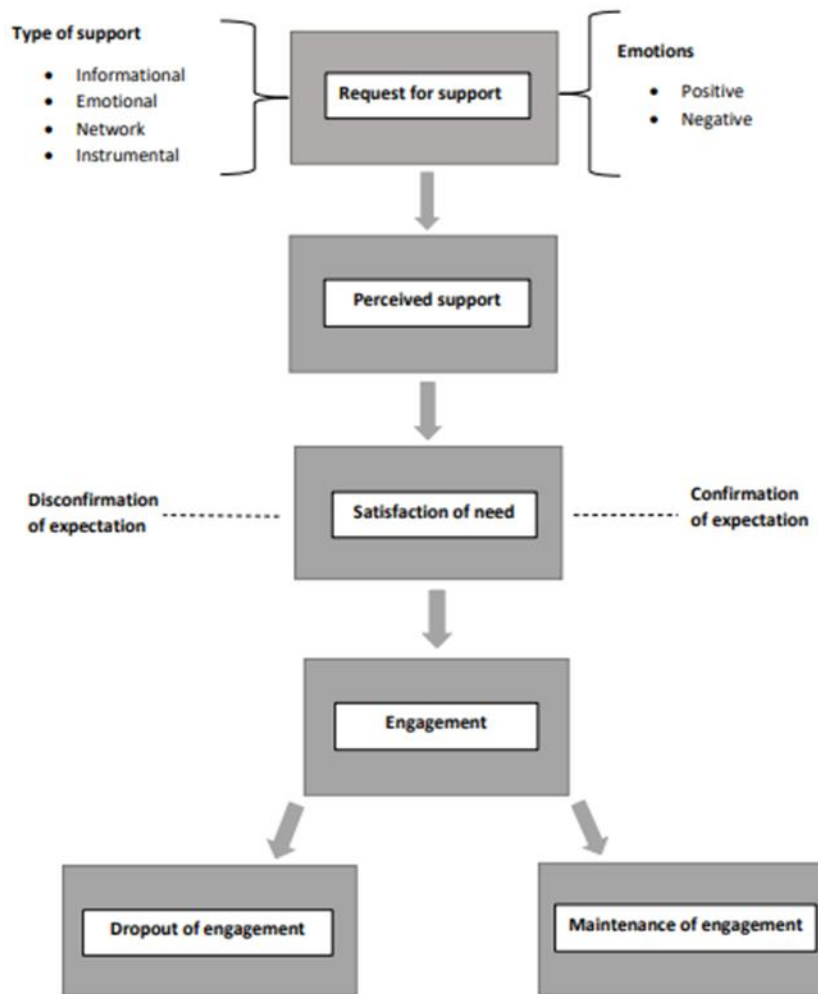 Type of support
• Informational
• Emotional
• Network
• Instrumental
Request for support
Emotions
• Positive
• Negative
Perceived support
Disconfirmation
of expectation
Satisfaction of need
Confirmation
of expectation
Engagement
Dropout of engagement
Maintenance of engagement